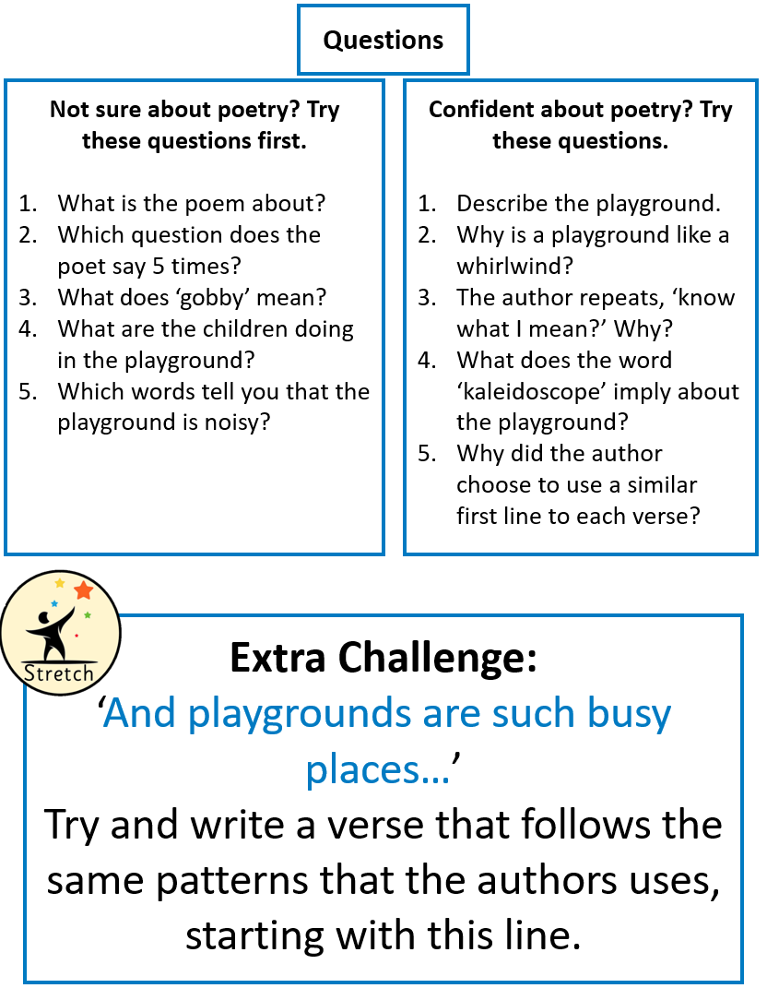 Questions
Not sure about poetry? Try
these questions first.
1. What is the poem about?
2. Which question does the
poet say 5 times?
3. What does ‘gobby’ mean?
4. What are the children doing
in the playground?
5. Which words tell you that the
playground is noisy?
Confident about poetry? Try
these questions.
1. Describe the playground.
2. Why is a playground like a
whirlwind?
3. The author repeats, ‘know
what I mean?’ Why?
4. What does the word
‘kaleidoscope’ imply about
the playground?
5. Why did the author
choose to use a similar
first line to each verse?
Stretch
Extra Challenge:
‘And playgrounds are such busy
places…’
Try and write a verse that follows the
same patterns that the authors uses,
starting with this line.